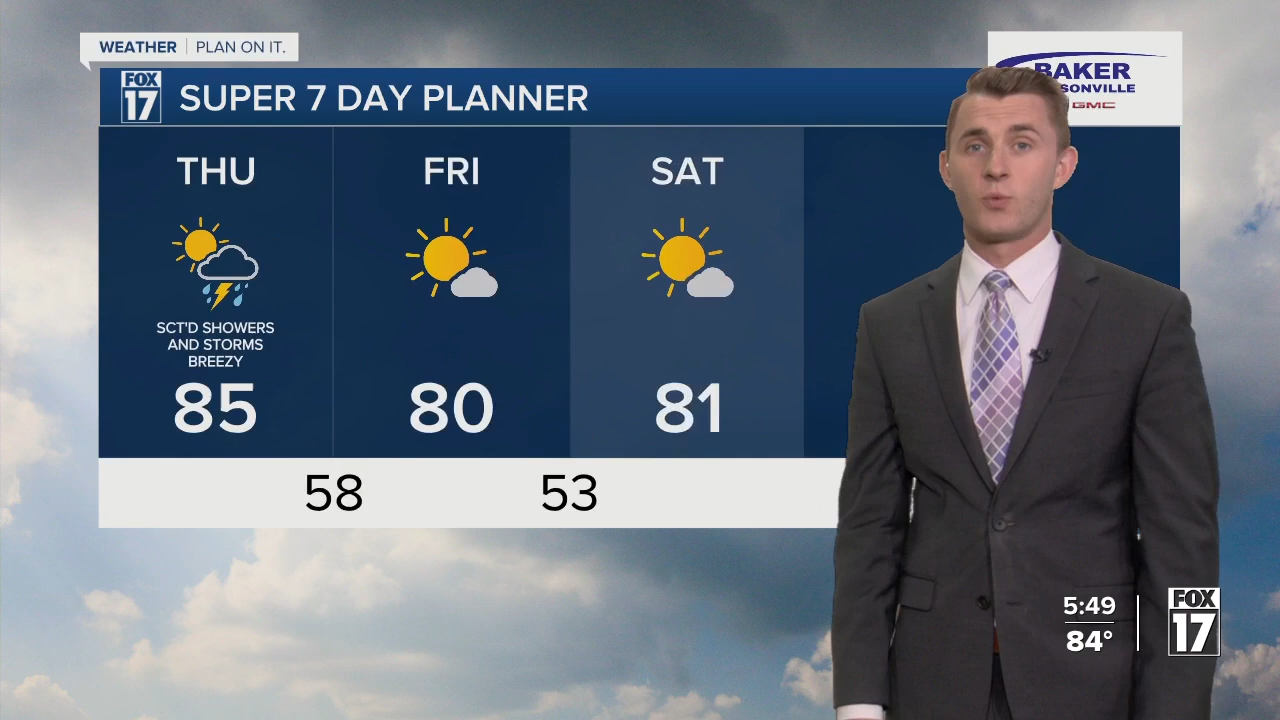 WEATHER | PLAN ON IT.
FOX
17
SUPER 7 DAY PLANNER
BAKER
GMC
THU
FRI
SAT
SCT'D SHOWERS
AND STORMS
BREEZY
85
80
81
58
53
5:49
84°
FOX
17